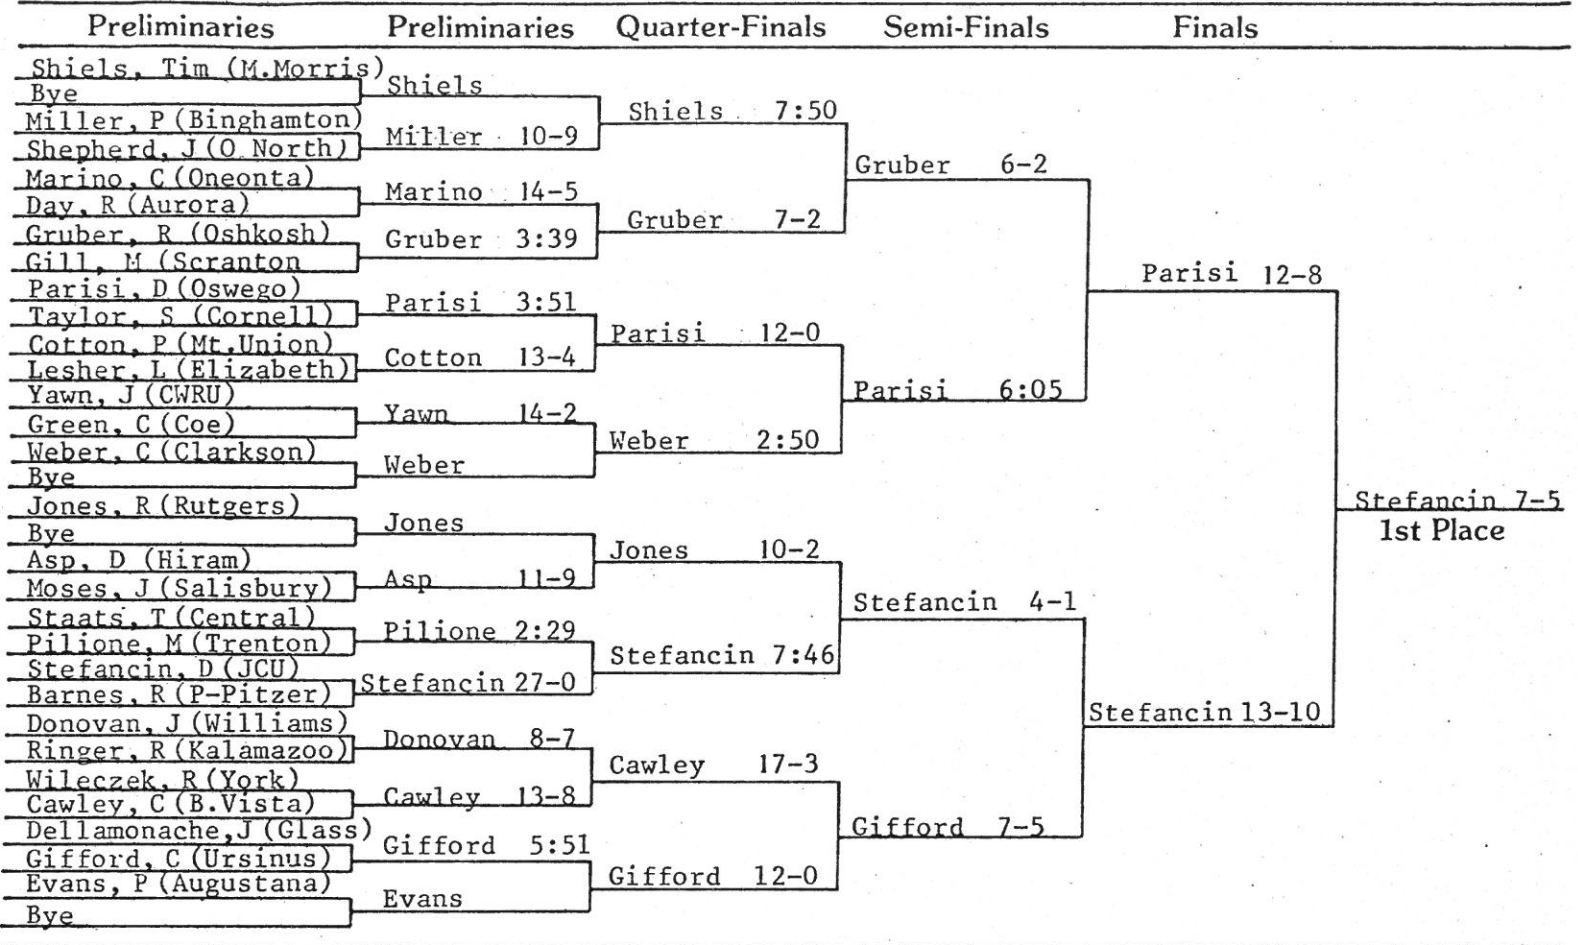 Preliminaries Preliminaries Quarter-Finals Semi-Finals Finals
Shiels, Tim (M.Morris)
Bye
Miller, P (Binghamton)
Shepherd, J (O North)
Marino, C (Oneonta)
Day, R (Aurora)
Gruber, R (Oshkosh)
Gill, M (Scranton
Parisi, D (Oswego)
Taylor, S (Cornell)
Cotton, P (Mt.Union)
Lesher, L (Elizabeth)
Yawn, J (CWRU)
Green, C (Coe)
Weber, C (Clarkson)
Bye
Jones, R (Rutgers)
Bye
Asp, D (Hiram)
Moses, J (Salisbury)
Staats, T (Central)
Pilione, M (Trenton)
Stefancin, D (JCU)
Barnes, R (P-Pitzer)
Donovan, J (Williams)
Ringer, R (Kalamazoo)
Wileczek, R (York)
Cawley, C (B.Vista)
Dellamonache,J (Glass)
Gifford, C (Ursinus)
Evans, P (Augustana)
Bye
Shiels
Miller 10-9
Marino 14-5
Gruber 3:39
Parisi 3:51
Cotton 13-4
Yawn 14-2
Weber
Jones
Asp 11-9
Pilione 2:29
Stefancin 27-0
Donovan 8-7
Cawley 13-8
Gifford 5:51
Evans
Shiels 7:50
Gruber 7-2
Parisi 12-0
Weber 2:50
Jones 10-2
Stefancin 7:46
Cawley 17-3
Gifford 12-0
Gruber 6-2
Parisi 6:05
Stefancin 4-1
Gifford 7-5
Parisi 12-8
Stefancin 13-10
Stefancin 7-5
1st Place